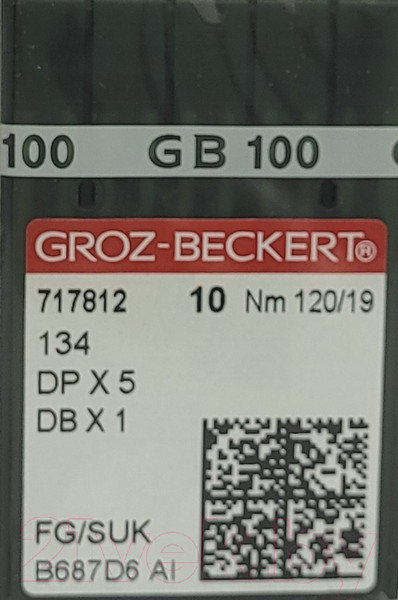 100 GB 100
GROZ-BECKERT®
717812 10 Nm 120/19
134
DP X 5
DB X 1
FG/SUK
B687D6 AI